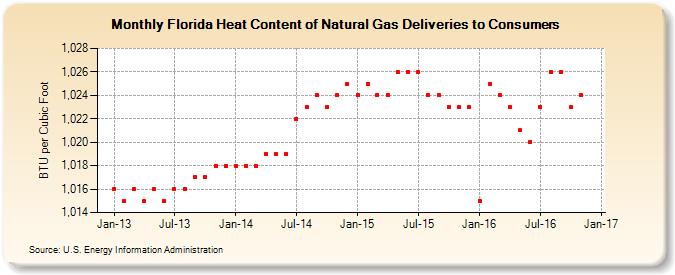 Monthly Florida Heat Content of Natural Gas Deliveries to Consumers
BTU per Cubic Foot
1,028
1,026
1,024
1,022
1,020
1,018
1,016
1,014
Jan-13 Jul-13 Jan-14 Jul-14 Jan-15 Jul-15 Jan-16 Jul-16 Jan-17
Source: U.S. Energy Information Administration